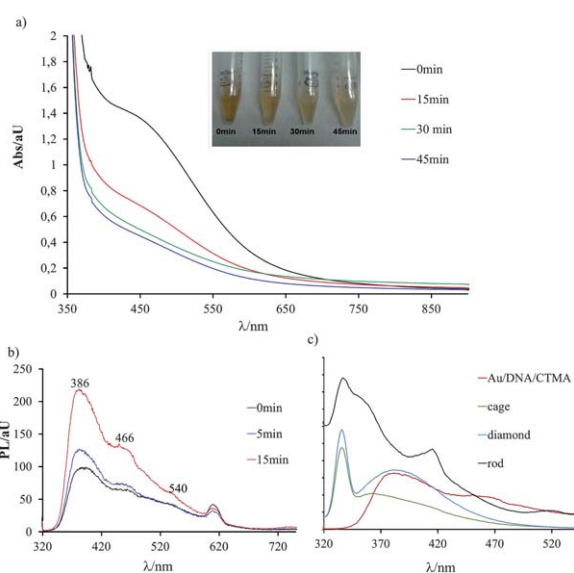 a)
2
1,8
1,6
1,4
1,2
1
0,8
0,6
0,4
0,2
0
Abs/aU
350 450 550 650 750 850
λ/nm
0min 15min 30min 45min
0min
15min
30 min
45min
b)
250
200
150
100
50
0
PL/aU
386
466
540
0min
5min
15min
320 420 520 620 720
λ/nm
c)
Au/DNA/CTMA
cage
diamond
rod
320 370 420 470 520
λ/nm